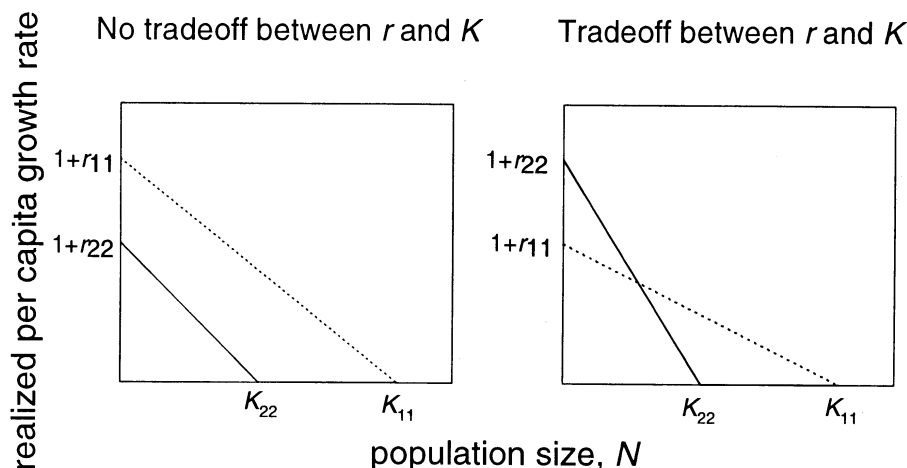 No tradeoff between r and K
Tradeoff between r and K
realized per capita growth rate
1+r11
1+r22
K22
K11
1+r22
1+r11
K22
K11
population size, N